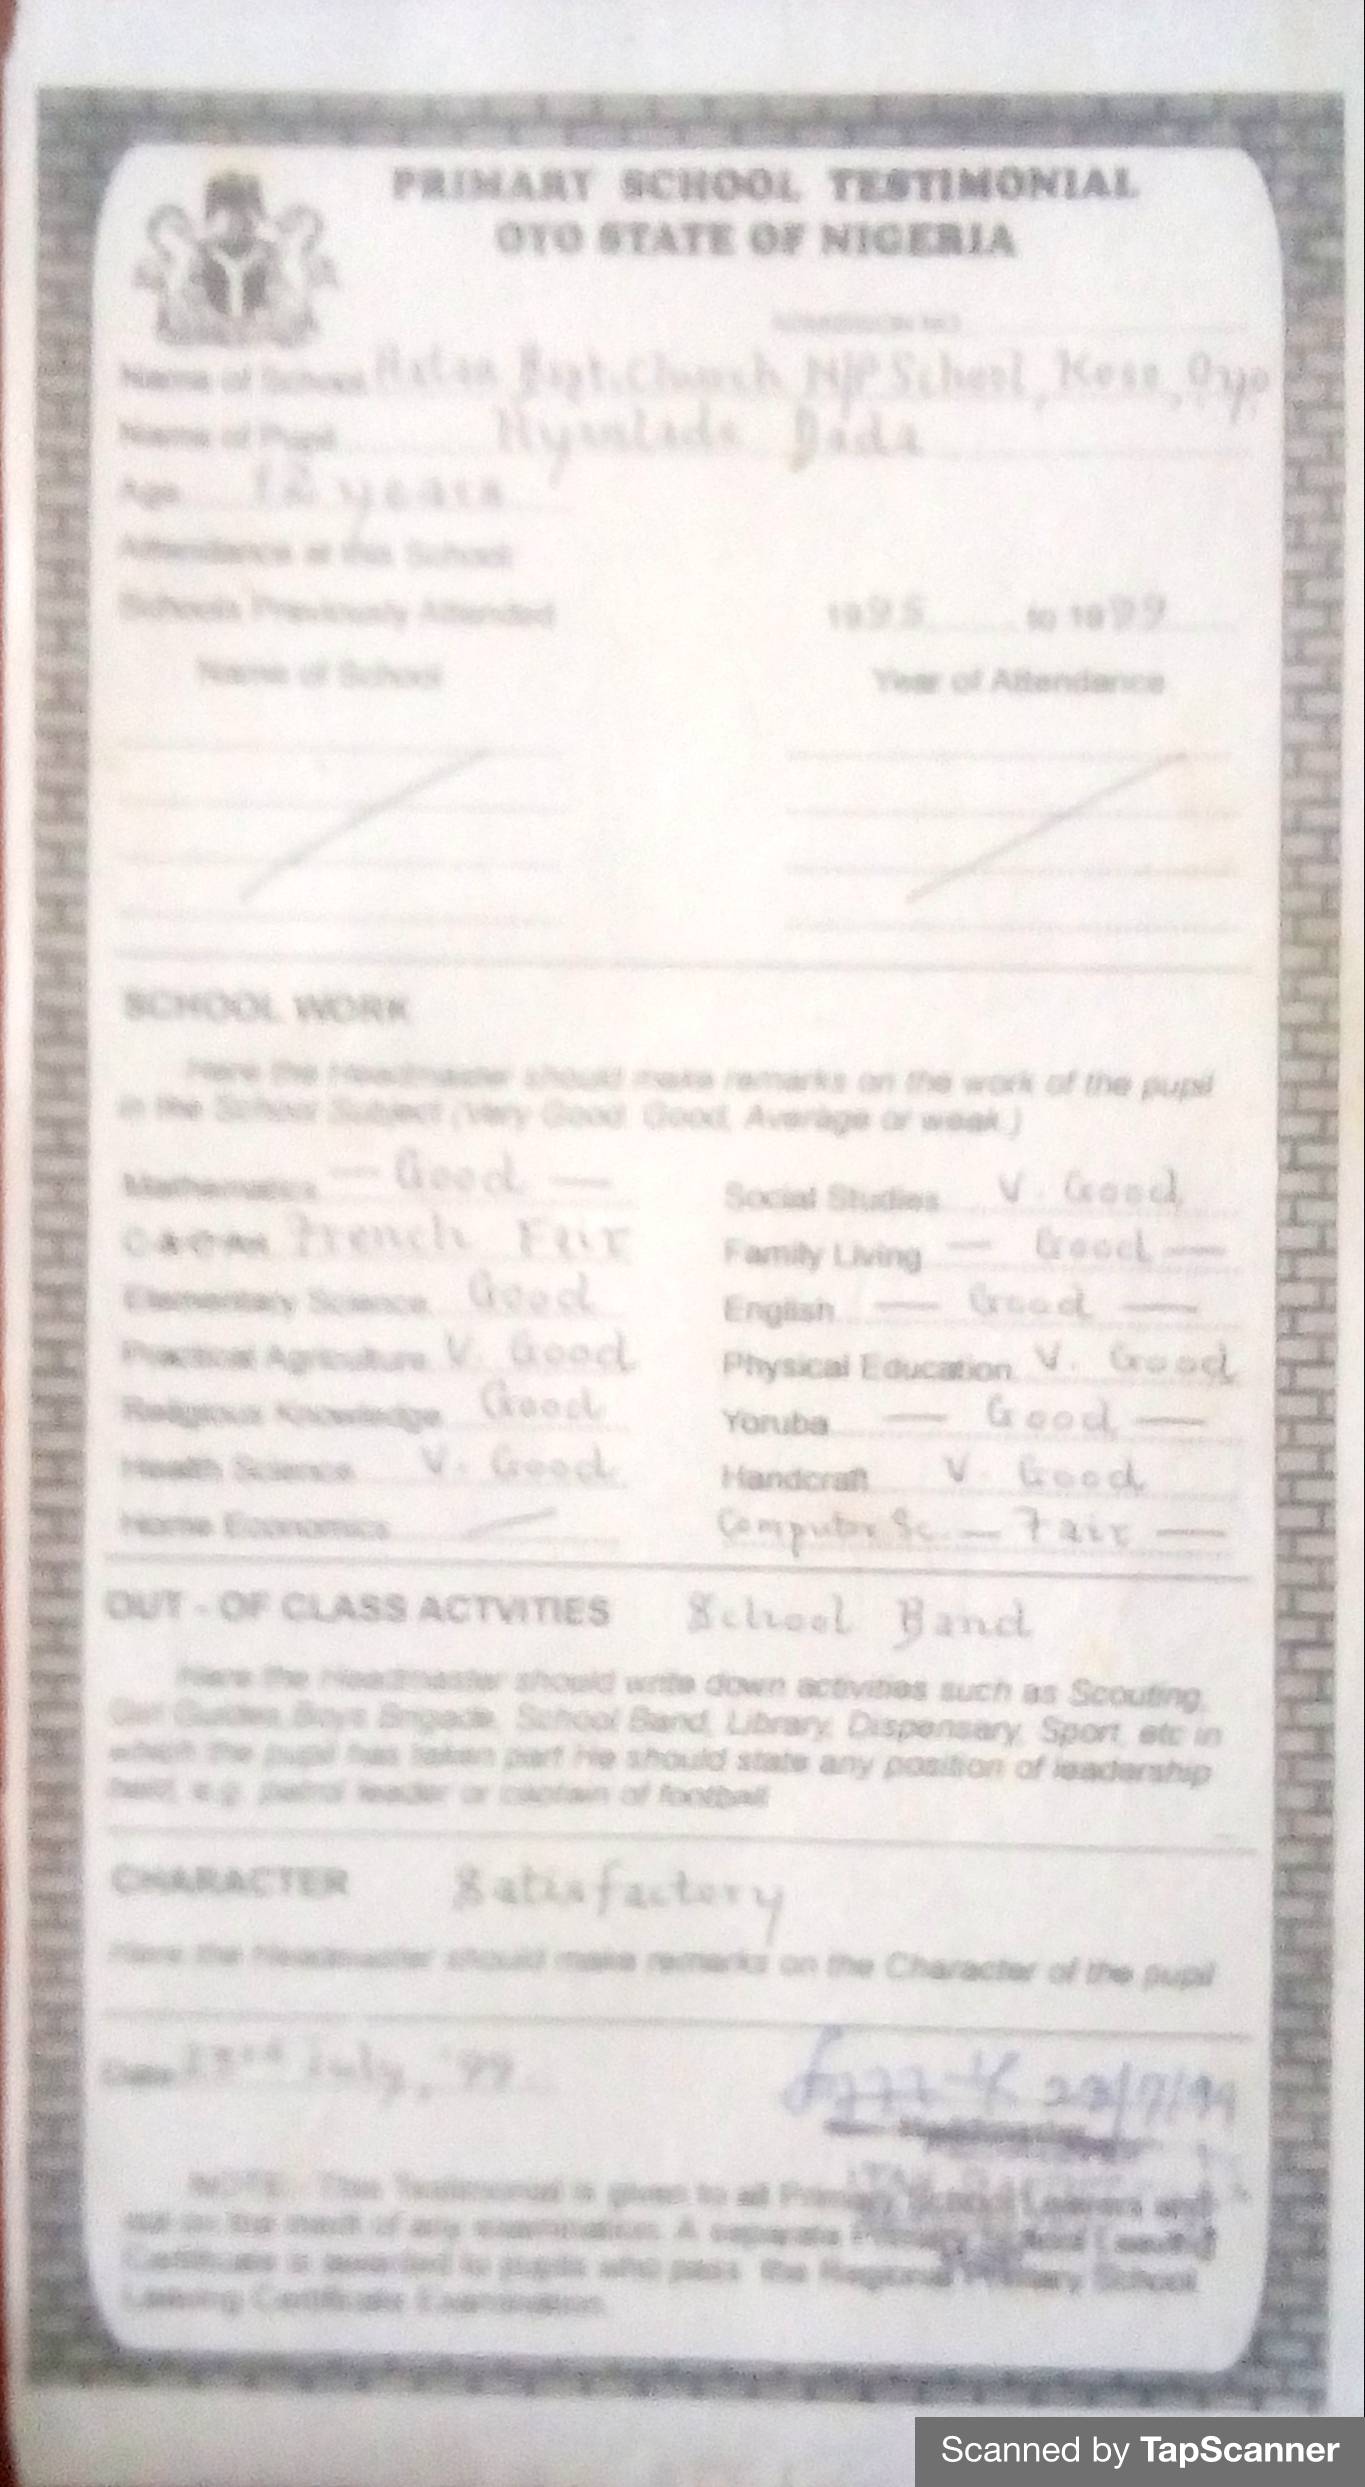 PRIMARY SCHOOL TESTIMONIAL
OYO STATE OF NIGERIA
ADMISSION NO
Name of School Bapt. Church N/P School, Koso, Oyo
Name of Pupil Dada
Age 12 years
Attendance at this School
Schools Previously Attended 1995 to 1999
Name of School Year of Attendance
SCHOOL WORK
Here the Headmaster should make remarks on the work of the pupil
in the School Subject (Very Good, Good, Average or weak.)
Mathematics — Good — Social Studies V. Good
French Fair Family Living — Good —
Elementary Science Good English — Good —
Practical Agriculture V. Good Physical Education V. Good
Religious Knowledge Good Yoruba — Good —
Health Science V. Good Handcraft V. Good
Home Economics — Computer Sc. — Fair —
OUT - OF CLASS ACTVITIES School Band
Here the Headmaster should write down activities such as Scouting,
Girl Guides, Boys Brigade, School Band, Library, Dispensary, Sport, etc in
which the pupil has taken part He should state any position of leadership
held, e.g. patrol leader or captain of football
CHARACTER Satisfactory
Here the Headmaster should make remarks on the Character of the pupil
Date 23rd July, '99
Headmaster
NOTE: This Testimonial is given to all Primary School Leavers and
not on the merit of any examination. A separate Primary School Leaving
Certificate is awarded to pupils who pass the Regional Primary School
Leaving Certificate Examination.
Scanned by TapScanner